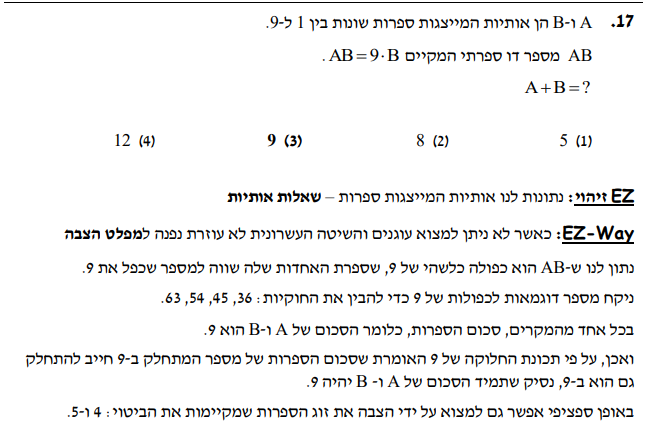 17. A ו-B הן אותיות המייצגות ספרות שונות בין 1 ל-9.
AB מספר דו ספרתי המקיים AB=9·B .
A+B=?
(1) 5 (2) 8 (3) 9 (4) 12
EZ זיהוי: נתונות לנו אותיות המייצגות ספרות – שאלות אותיות
EZ-Way: כאשר לא ניתן למצוא עוגנים והשיטה העשרונית לא עוזרת נפנה למפלט הצבה
נתון לנו ש-AB הוא כפולה כלשהי של 9, שספרת האחדות שלה שווה למספר שכפל את 9.
ניקח מספר דוגמאות לכפולות של 9 כדי להבין את החוקיות: 36, 45, 54, 63.
בכל אחד מהמקרים, סכום הספרות, כלומר הסכום של A ו-B הוא 9.
ואכן, על פי תכונת החלוקה של 9 האומרת שסכום הספרות של מספר המתחלק ב-9 חייב להתחלק
גם הוא ב-9, נסיק שתמיד הסכום של A ו- B יהיה 9.
באופן ספציפי אפשר גם למצוא על ידי הצבה את זוג הספרות שמקיימות את הביטוי: 4 ו-5.